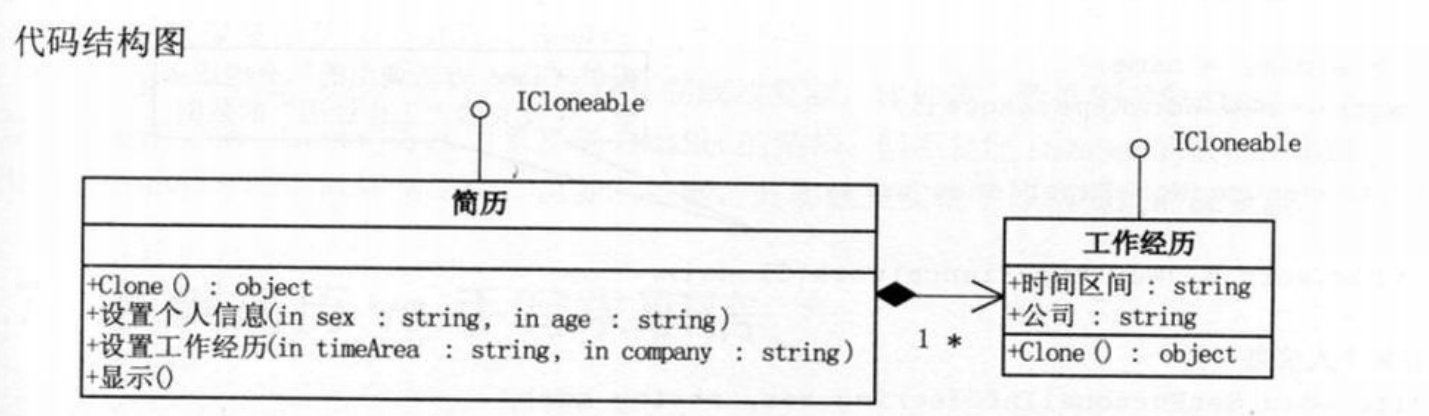 代码结构图
ICloneable
ICloneable
简历
工作经历
+Clone() : object
+设置个人信息(in sex : string, in age : string)
+设置工作经历(in timeArea : string, in company : string)
+显示()
+时间区间 : string
+公司 : string
+Clone() : object
1 *